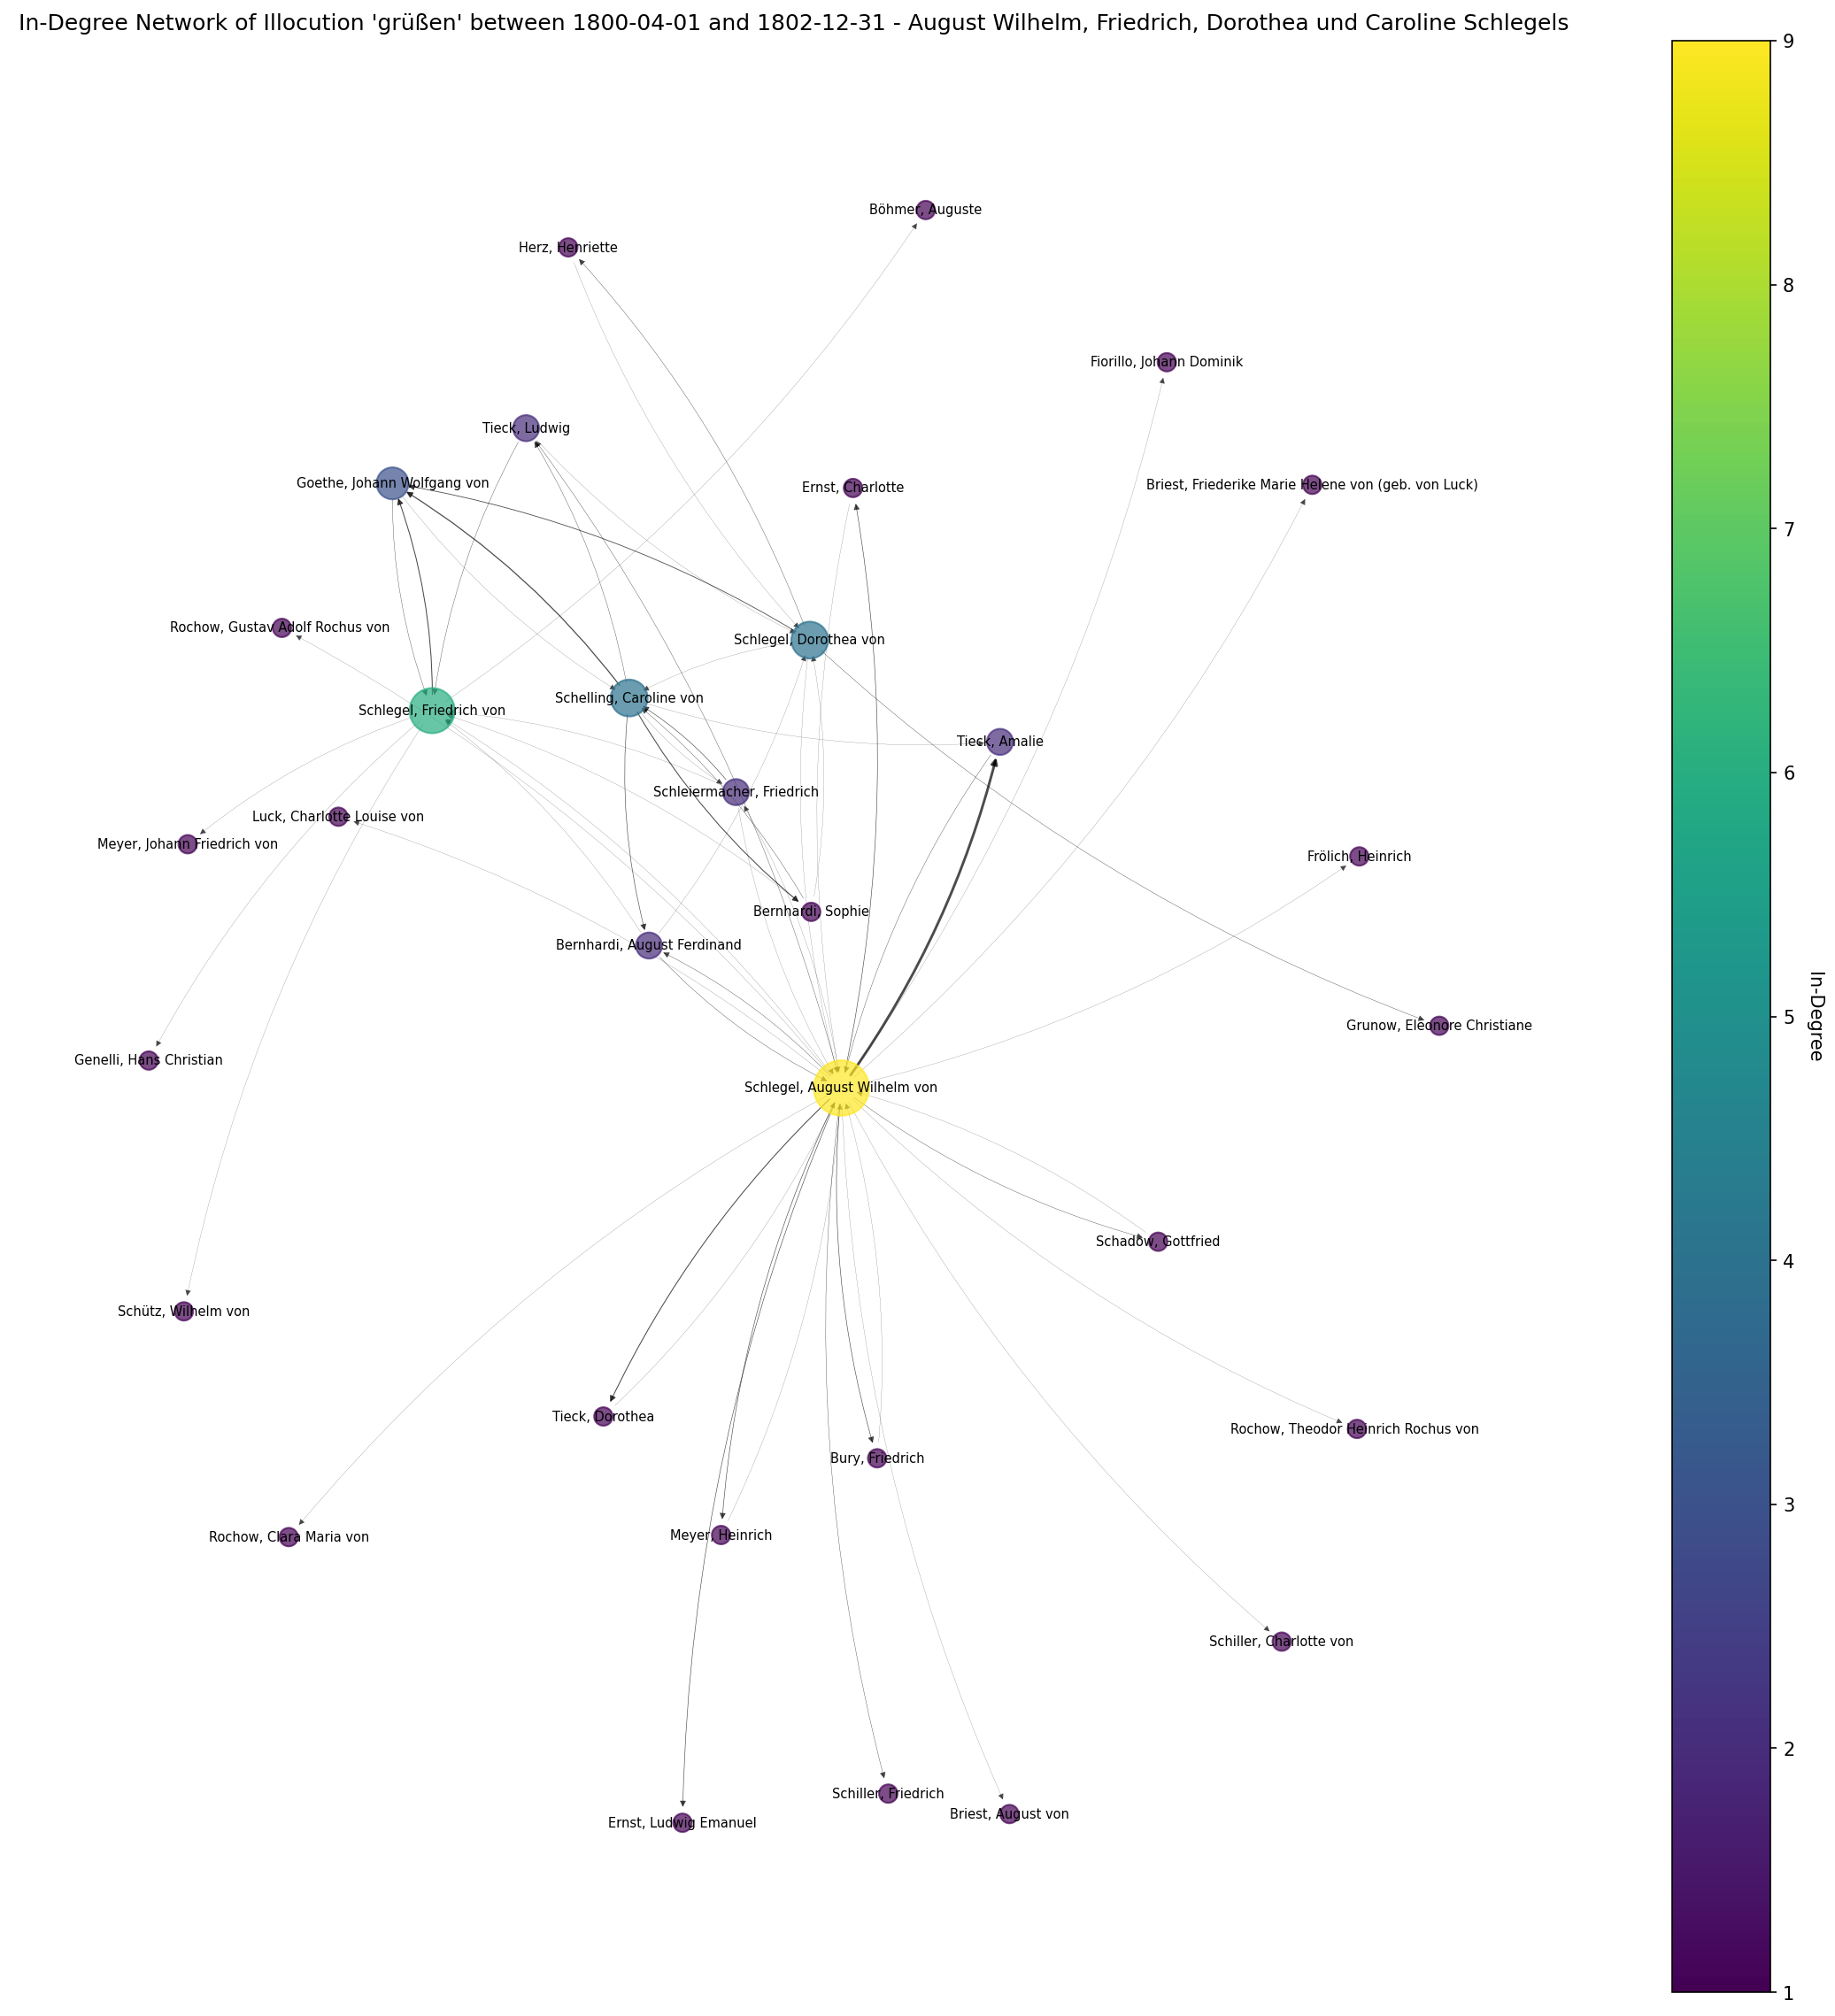 In-Degree Network of Illocution 'grüßen' between 1800-04-01 and 1802-12-31 - August Wilhelm, Friedrich, Dorothea und Caroline Schlegels
Böhmer, Auguste
Herz, Henriette
Fiorillo, Johann Dominik
Tieck, Ludwig
Goethe, Johann Wolfgang von
Ernst, Charlotte
Briest, Friederike Marie Helene von (geb. von Luck)
Rochow, Gustav Adolf Rochus von
Schlegel, Dorothea von
Schelling, Caroline von
Schlegel, Friedrich von
Tieck, Amalie
Schleiermacher, Friedrich
Luck, Charlotte Louise von
Meyer, Johann Friedrich von
Frölich, Heinrich
Bernhardi, Sophie
Bernhardi, August Ferdinand
Grunow, Eleonore Christiane
Genelli, Hans Christian
Schlegel, August Wilhelm von
Schadow, Gottfried
Schütz, Wilhelm von
Tieck, Dorothea
Rochow, Theodor Heinrich Rochus von
Bury, Friedrich
Meyer, Heinrich
Rochow, Clara Maria von
Schiller, Charlotte von
Schiller, Friedrich
Briest, August von
Ernst, Ludwig Emanuel
9
8
7
6
5
4
3
2
1
In-Degree